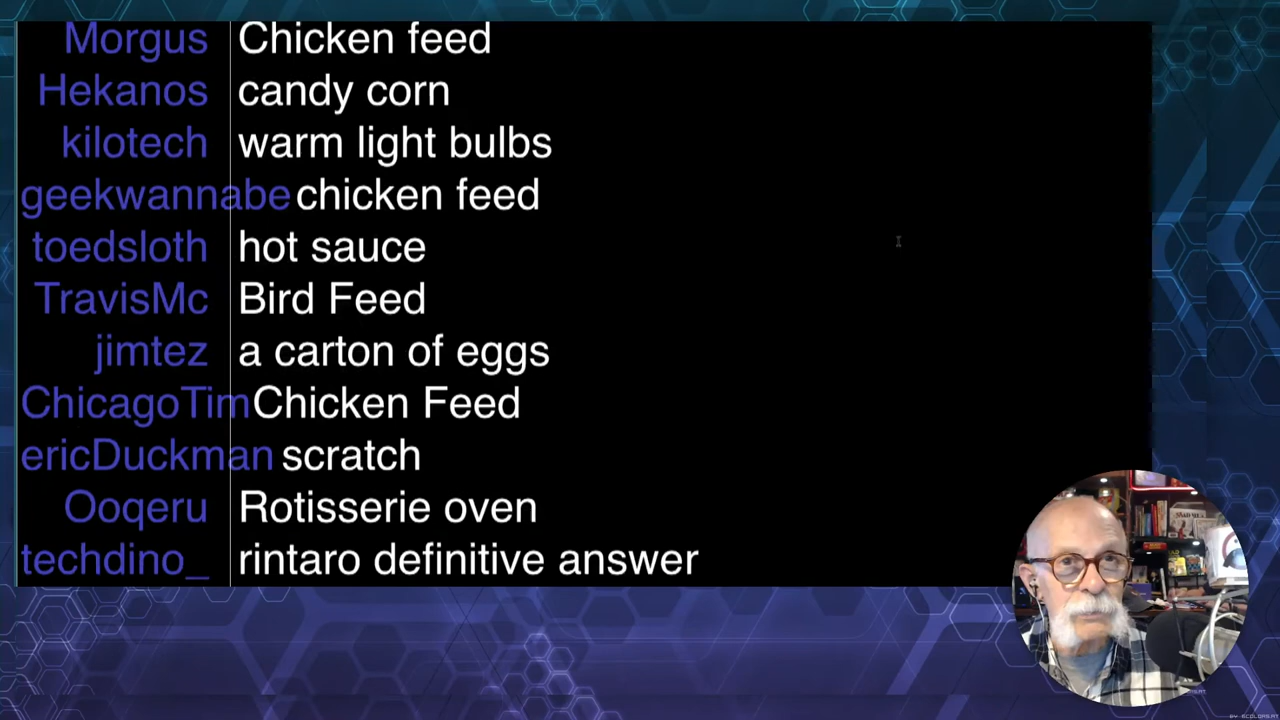 Morgus Chicken feed
Hekanos candy corn
kilotech warm light bulbs
geekwannabe chicken feed
toedsloth hot sauce
TravisMc Bird Feed
jimtez a carton of eggs
ChicagoTim Chicken Feed
ericDuckman scratch
Ooqeru Rotisserie oven
techdino_ rintaro definitive answer